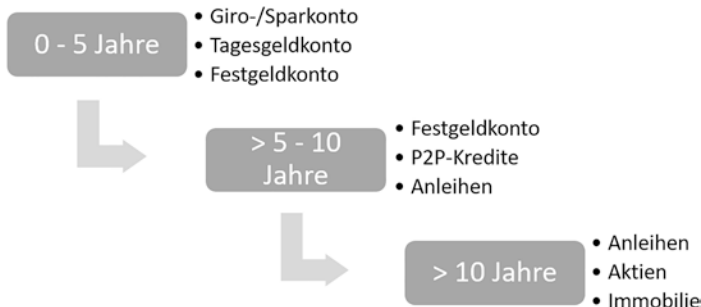 0 - 5 Jahre
• Giro-/Sparkonto
• Tagesgeldkonto
• Festgeldkonto
> 5 - 10
Jahre
• Festgeldkonto
• P2P-Kredite
• Anleihen
> 10 Jahre
• Anleihen
• Aktien
• Immobilie